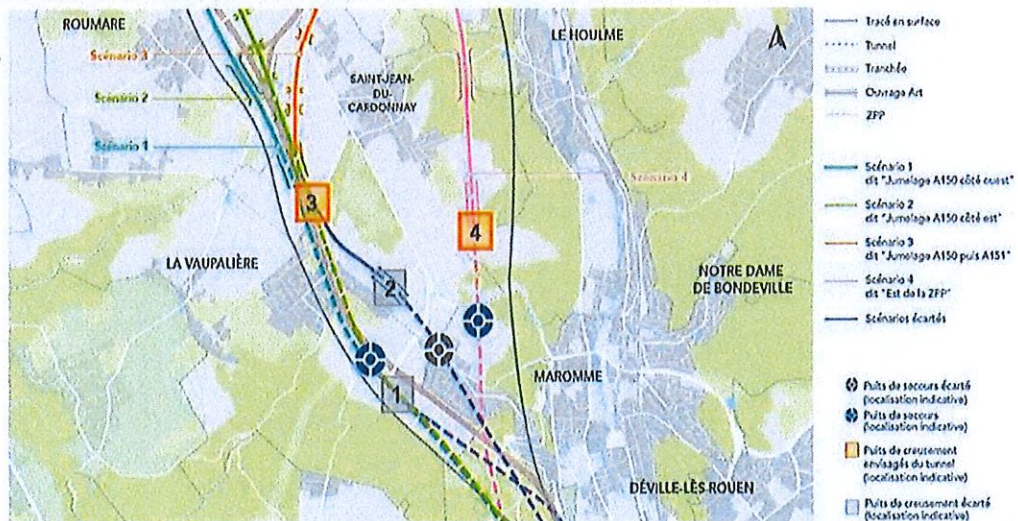 ROUMARE
LE HOULME
Scénario 3
SAINT-JEAN-
DU-
CARDONNAY
Scénario 2
Scénario 1
Scénario 4
3
4
LA VAUPALIÈRE
2
NOTRE DAME
DE BONDEVILLE
MAROMME
1
DÉVILLE-LÈS ROUEN
Tracé en surface
Tunnel
Tranchée
Ouvrage Art
ZPP
Scénario 1
dit "Jumelage A150 côté ouest"
Scénario 2
dit "Jumelage A150 côté est"
Scénario 3
dit "Jumelage A150 puis A151"
Scénario 4
dit "Est de la ZPP"
Scénarios écartés
Puits de secours écarté
(localisation indicative)
Puits de secours
(localisation indicative)
Puits de creusement
envisagés du tunnel
(localisation indicative)
Puits de creusement écarté
(localisation indicative)